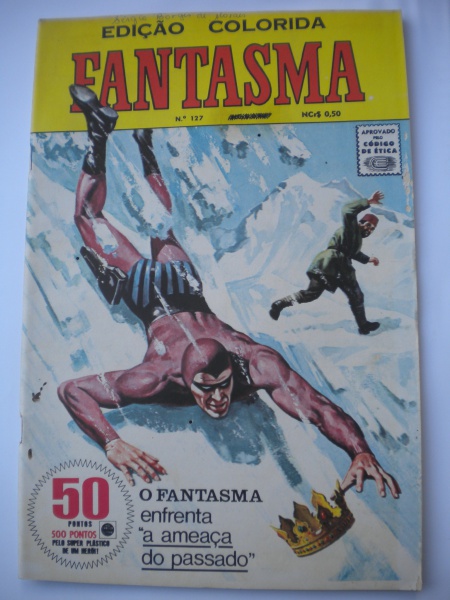 EDIÇÃO COLORIDA
FANTASMA
N.º 127
NCr$ 0,50
APROVADO
PELO
CÓDIGO
DE ÉTICA
50
PONTOS
500 PONTOS
PELO SUPER PLÁSTICO
DE UM HERÓI!
O FANTASMA
enfrenta
"a ameaça
do passado"